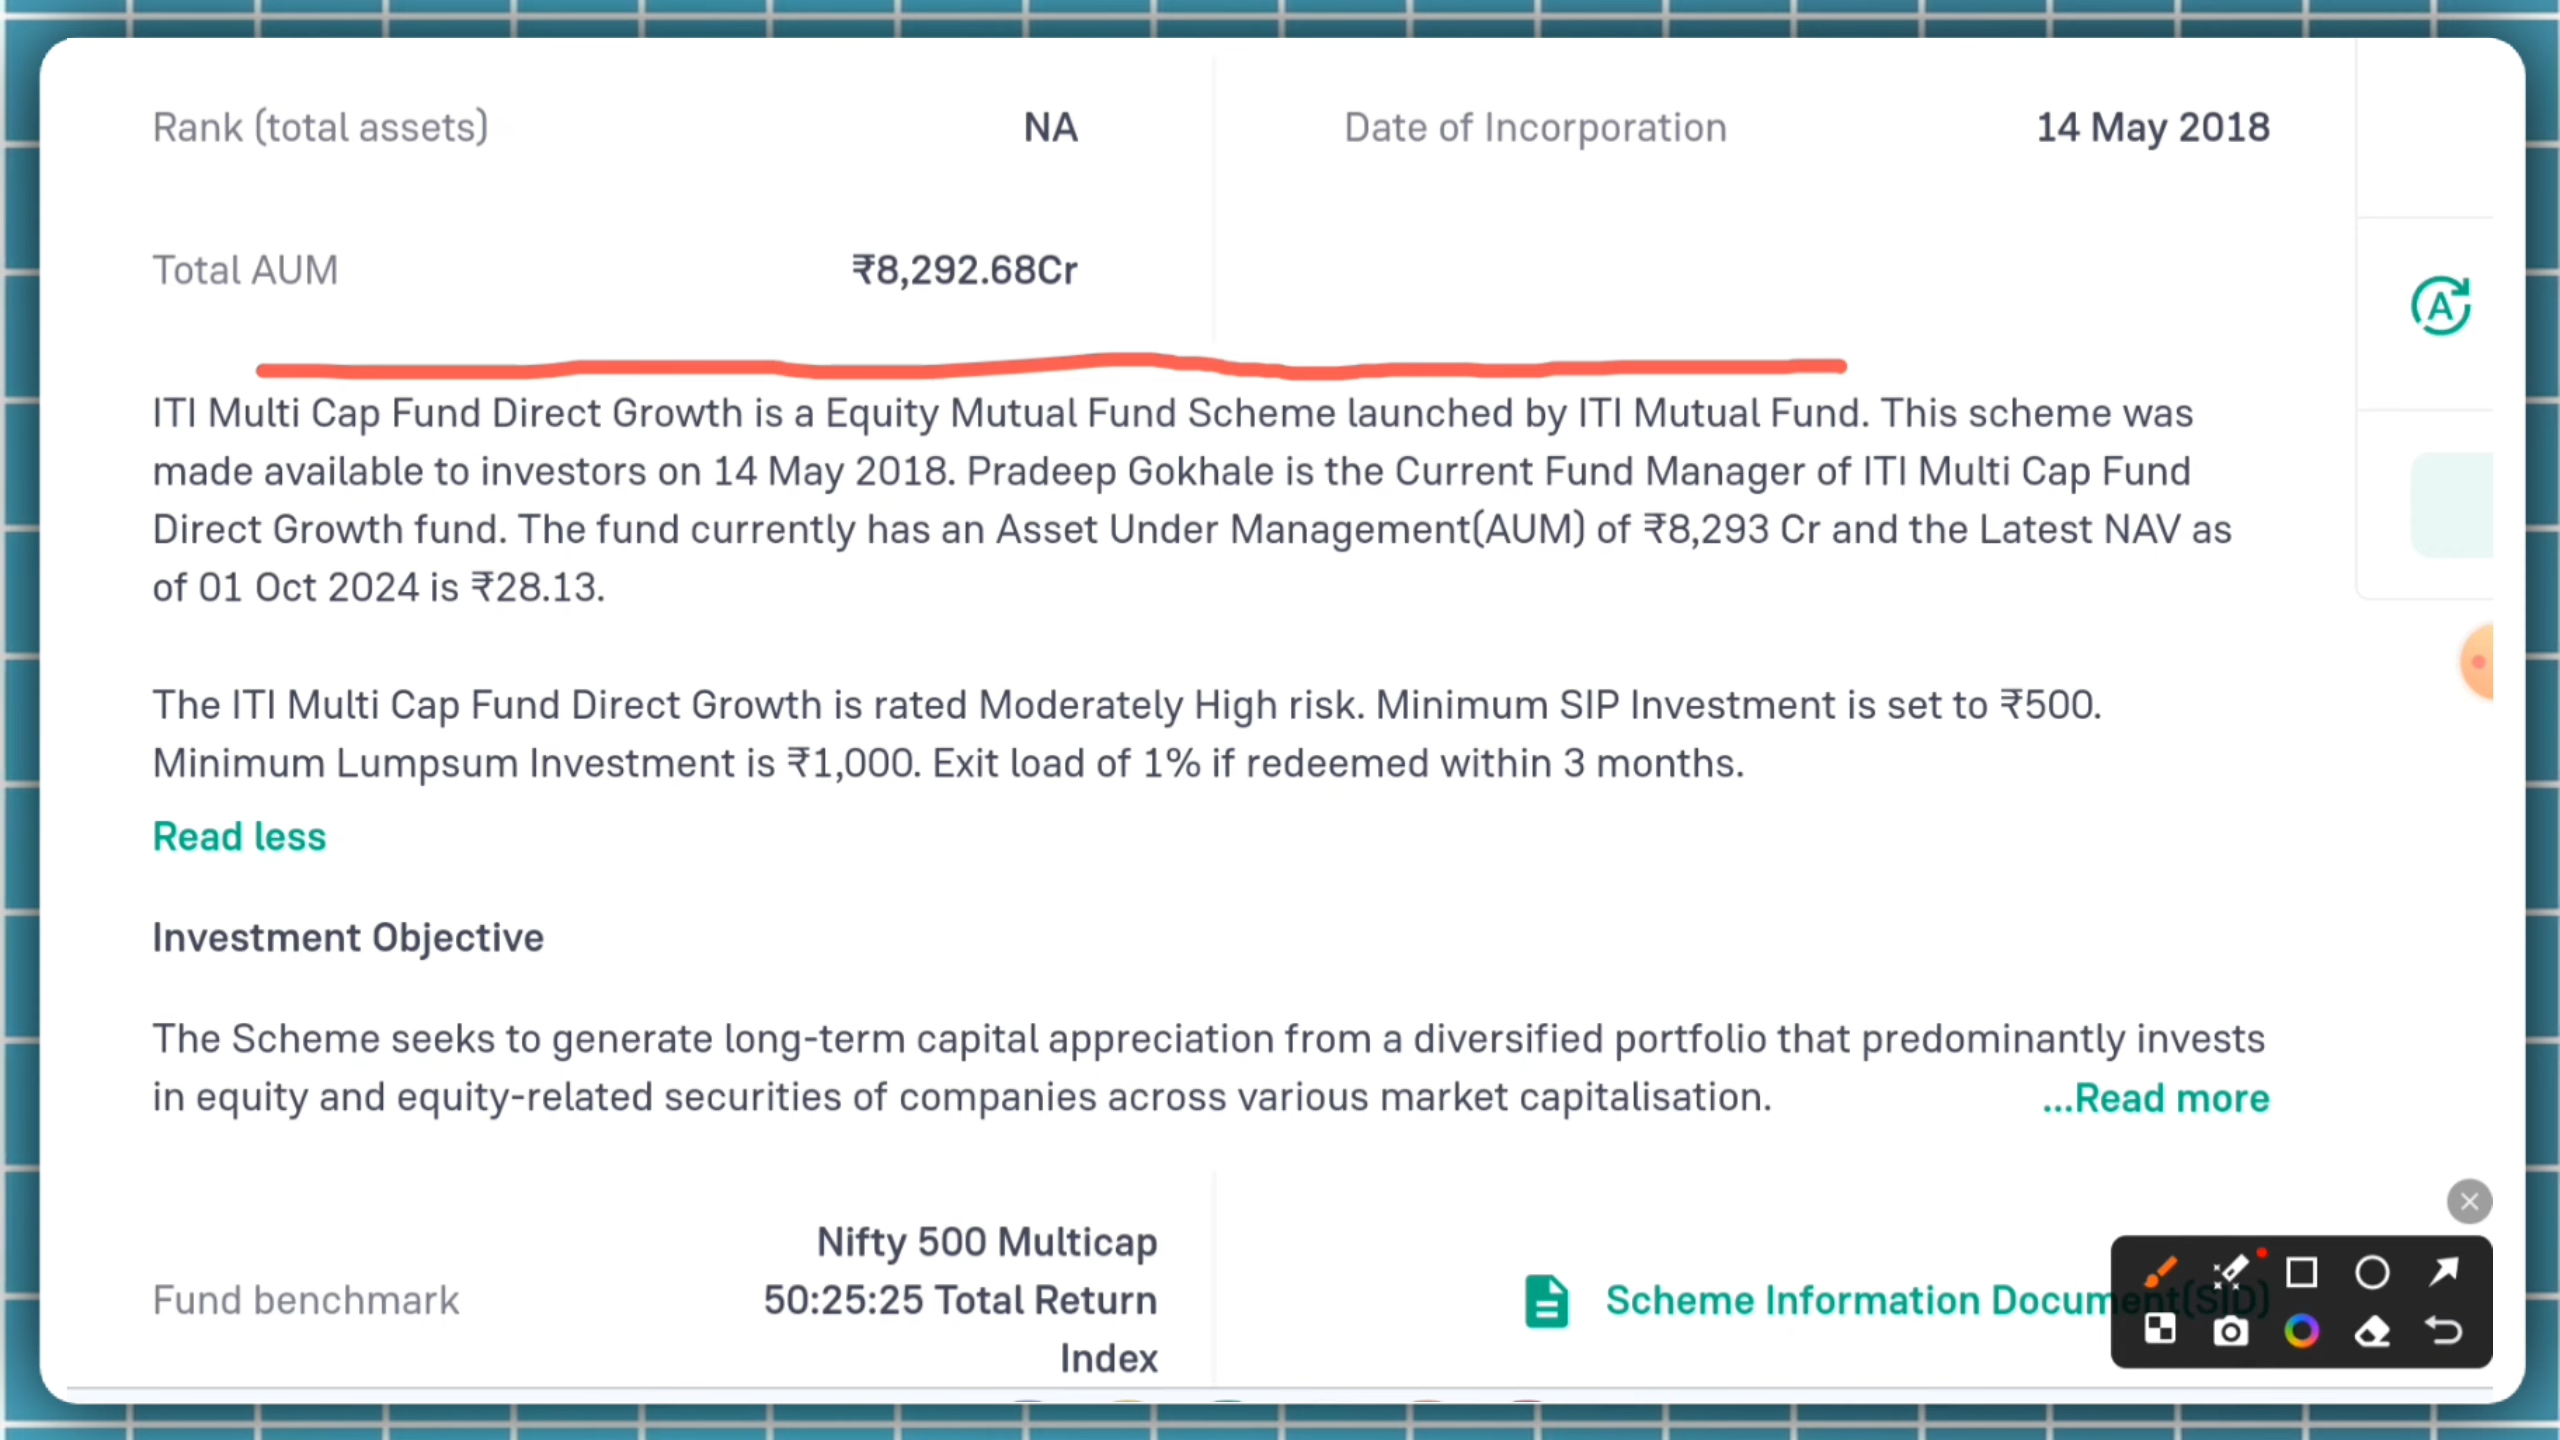 Rank (total assets) NA Date of Incorporation 14 May 2018
Total AUM ₹8,292.68Cr
ITI Multi Cap Fund Direct Growth is a Equity Mutual Fund Scheme launched by ITI Mutual Fund. This scheme was
made available to investors on 14 May 2018. Pradeep Gokhale is the Current Fund Manager of ITI Multi Cap Fund
Direct Growth fund. The fund currently has an Asset Under Management(AUM) of ₹8,293 Cr and the Latest NAV as
of 01 Oct 2024 is ₹28.13.
The ITI Multi Cap Fund Direct Growth is rated Moderately High risk. Minimum SIP Investment is set to ₹500.
Minimum Lumpsum Investment is ₹1,000. Exit load of 1% if redeemed within 3 months.
Read less
Investment Objective
The Scheme seeks to generate long-term capital appreciation from a diversified portfolio that predominantly invests
in equity and equity-related securities of companies across various market capitalisation. ...Read more
Fund benchmark
Nifty 500 Multicap
50:25:25 Total Return
Index
Scheme Information Document(SID)
A